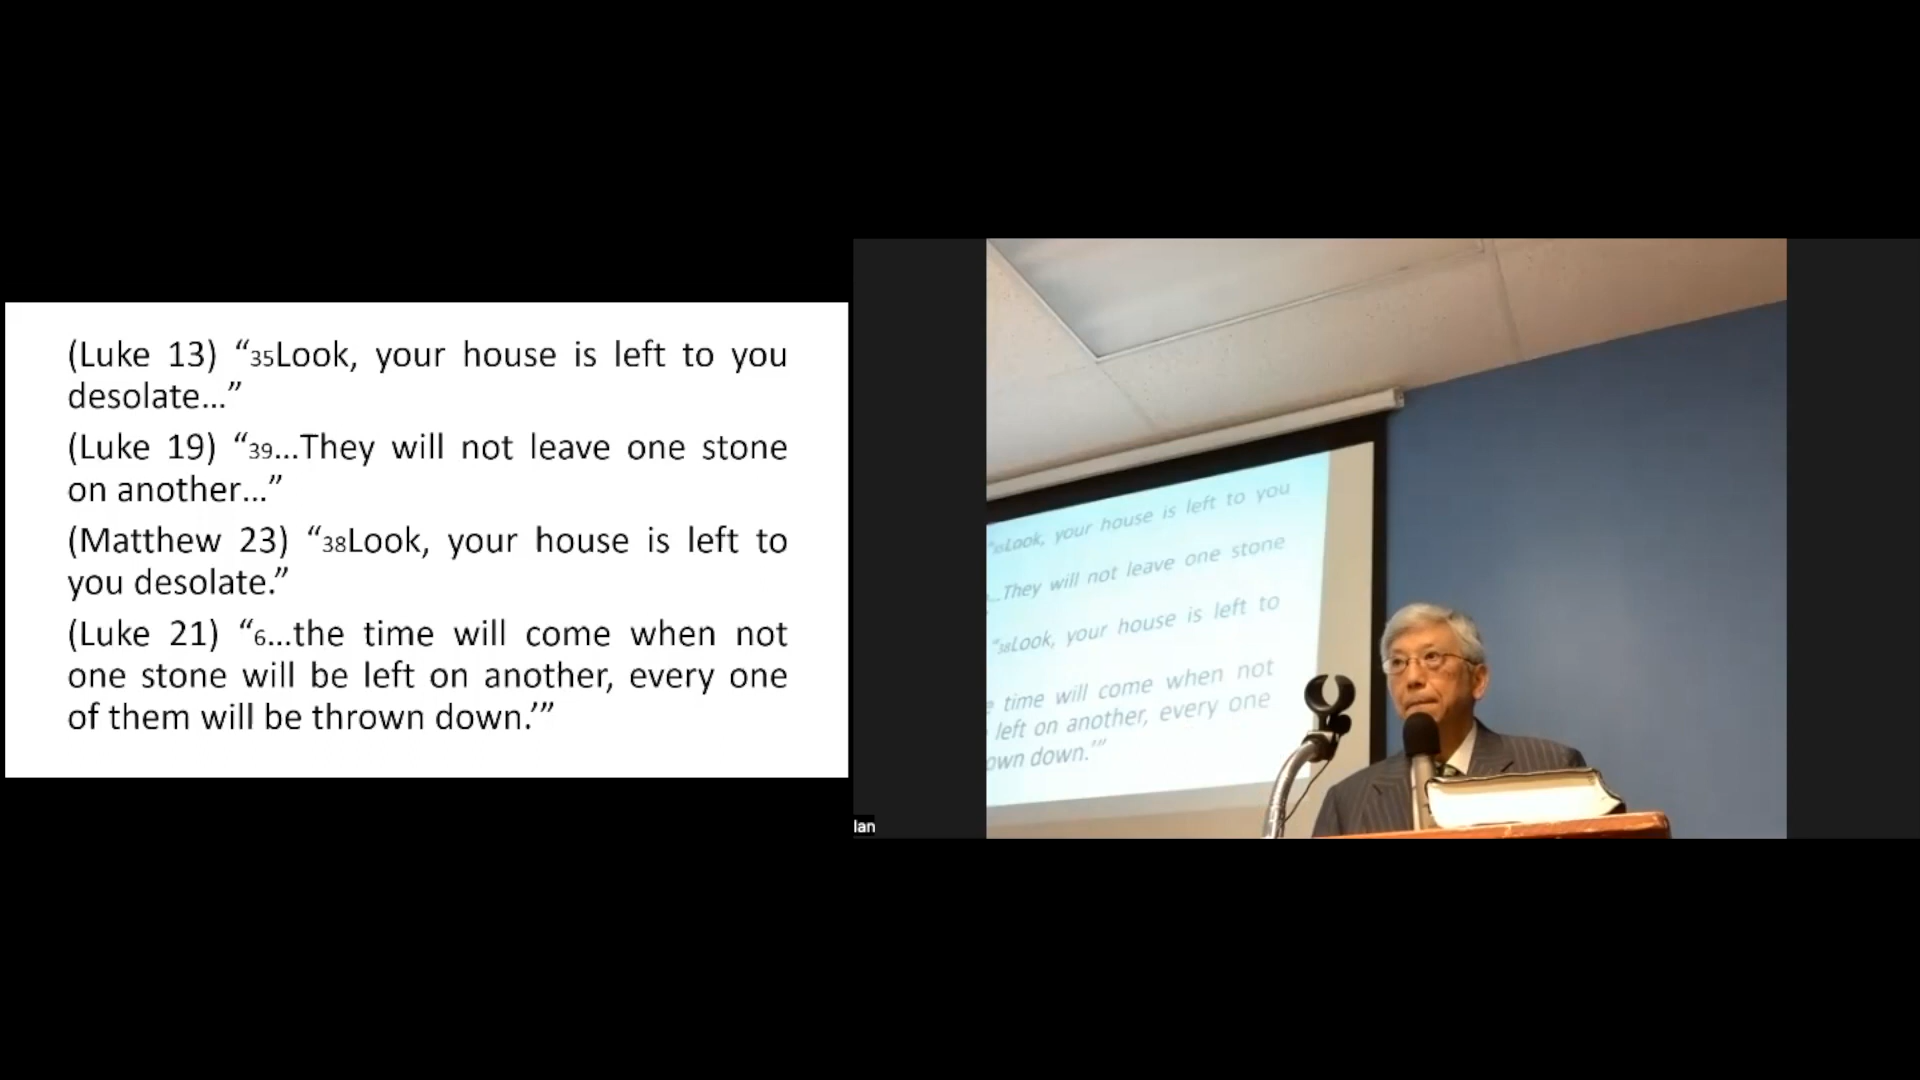 (Luke 13) “35Look, your house is left to you
desolate...”
(Luke 19) “39...They will not leave one stone
on another...”
(Matthew 23) “38Look, your house is left to
you desolate.”
(Luke 21) “6...the time will come when not
one stone will be left on another, every one
of them will be thrown down.’”
“35Look, your house is left to you
...They will not leave one stone
“38Look, your house is left to
time will come when not
left on another, every one
down.’”
Ian